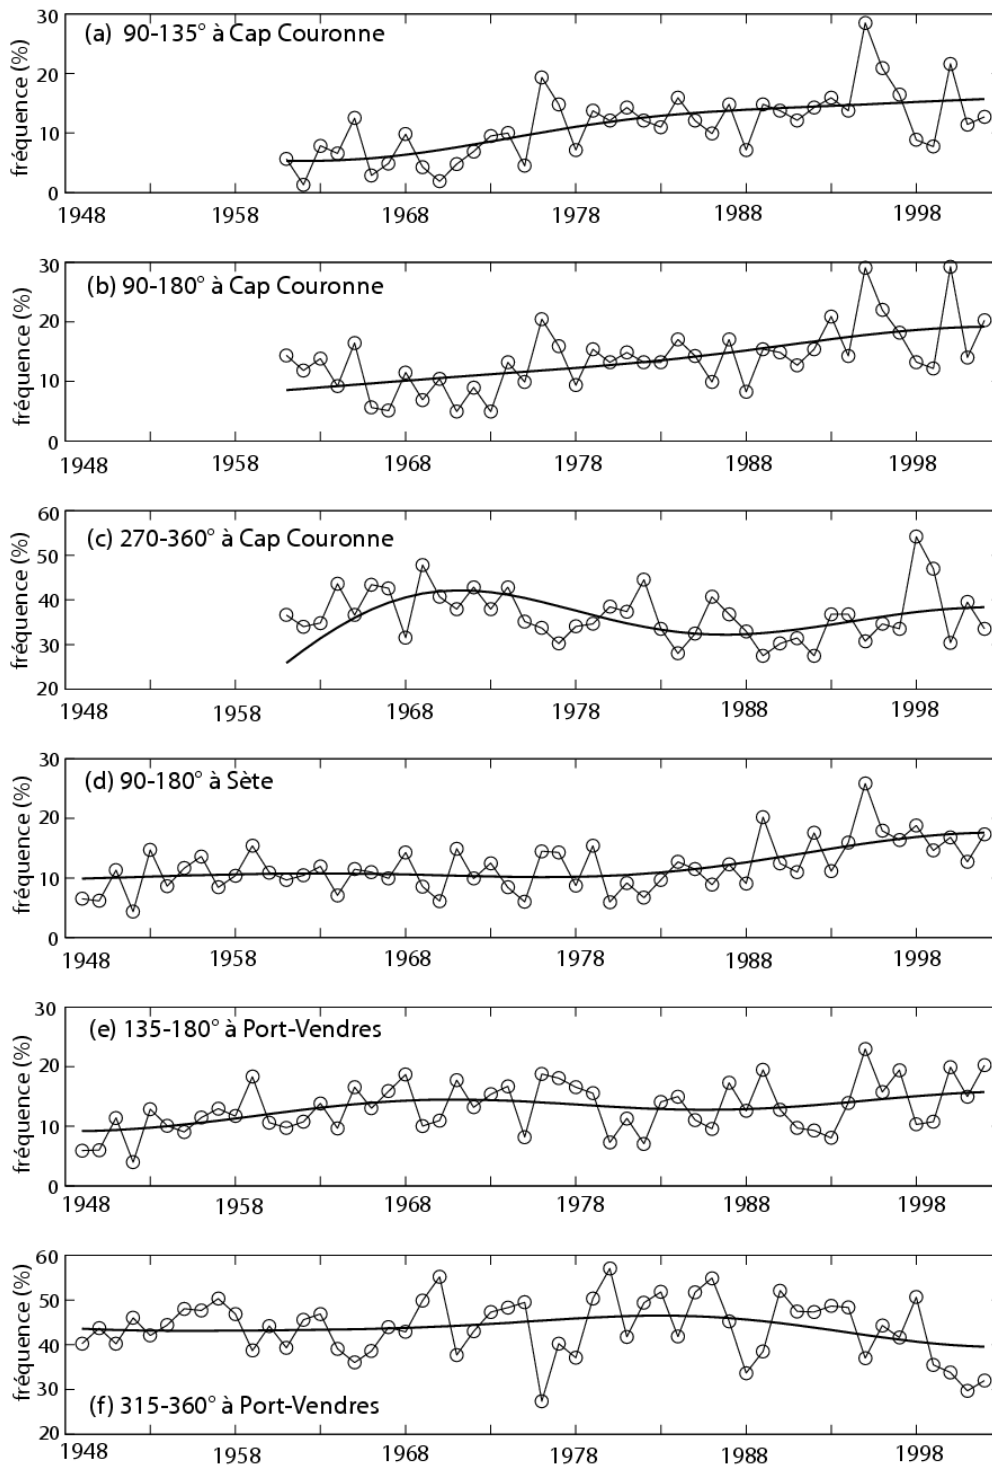 30
(a) 90-135° à Cap Couronne
20
fréquence (%)
10
0
1948 1958 1968 1978 1988 1998
30
(b) 90-180° à Cap Couronne
20
fréquence (%)
10
0
1948 1958 1968 1978 1988 1998
60
(c) 270-360° à Cap Couronne
50
fréquence (%)
40
30
20
1948 1958 1968 1978 1988 1998
30
(d) 90-180° à Sète
20
fréquence (%)
10
0
1948 1958 1968 1978 1988 1998
30
(e) 135-180° à Port-Vendres
20
fréquence (%)
10
0
1948 1958 1968 1978 1988 1998
60
50
fréquence (%)
40
30
(f) 315-360° à Port-Vendres
20
1948 1958 1968 1978 1988 1998